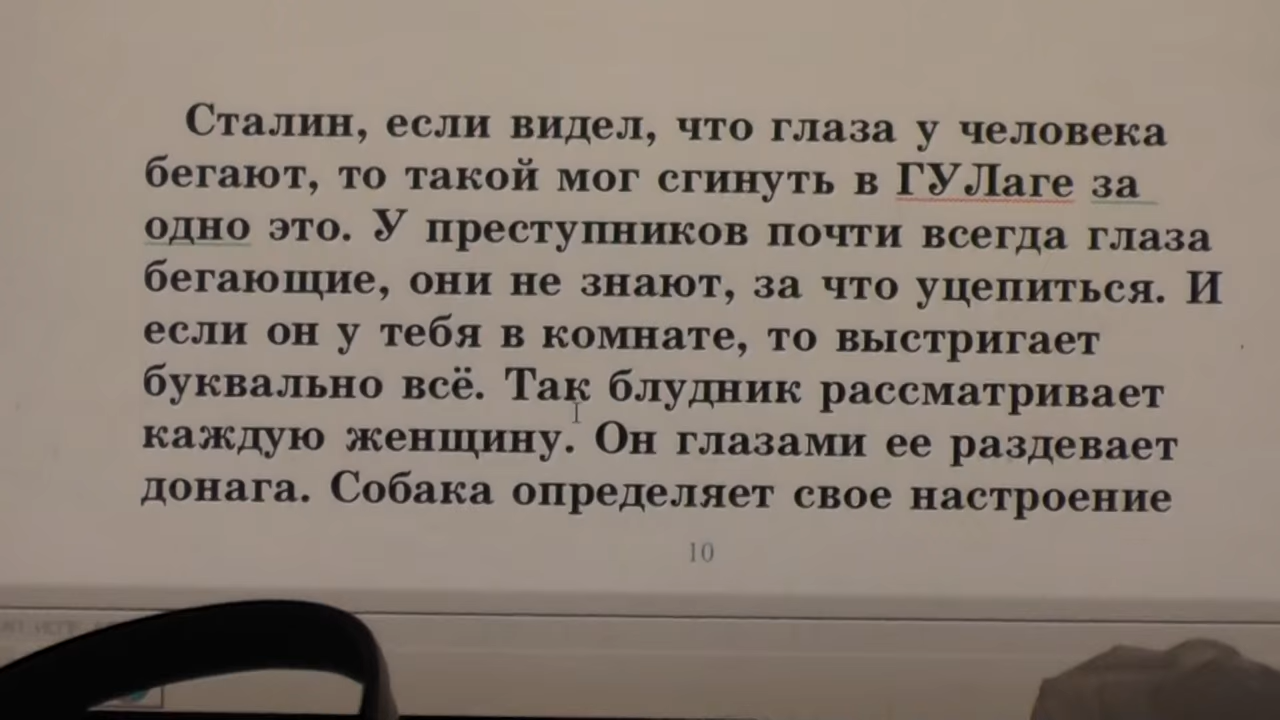 Сталин, если видел, что глаза у человека
бегают, то такой мог сгинуть в ГУЛаге за
одно это. У преступников почти всегда глаза
бегающие, они не знают, за что уцепиться. И
если он у тебя в комнате, то выстригает
буквально всё. Так блудник рассматривает
каждую женщину. Он глазами ее раздевает
донага. Собака определяет свое настроение
10